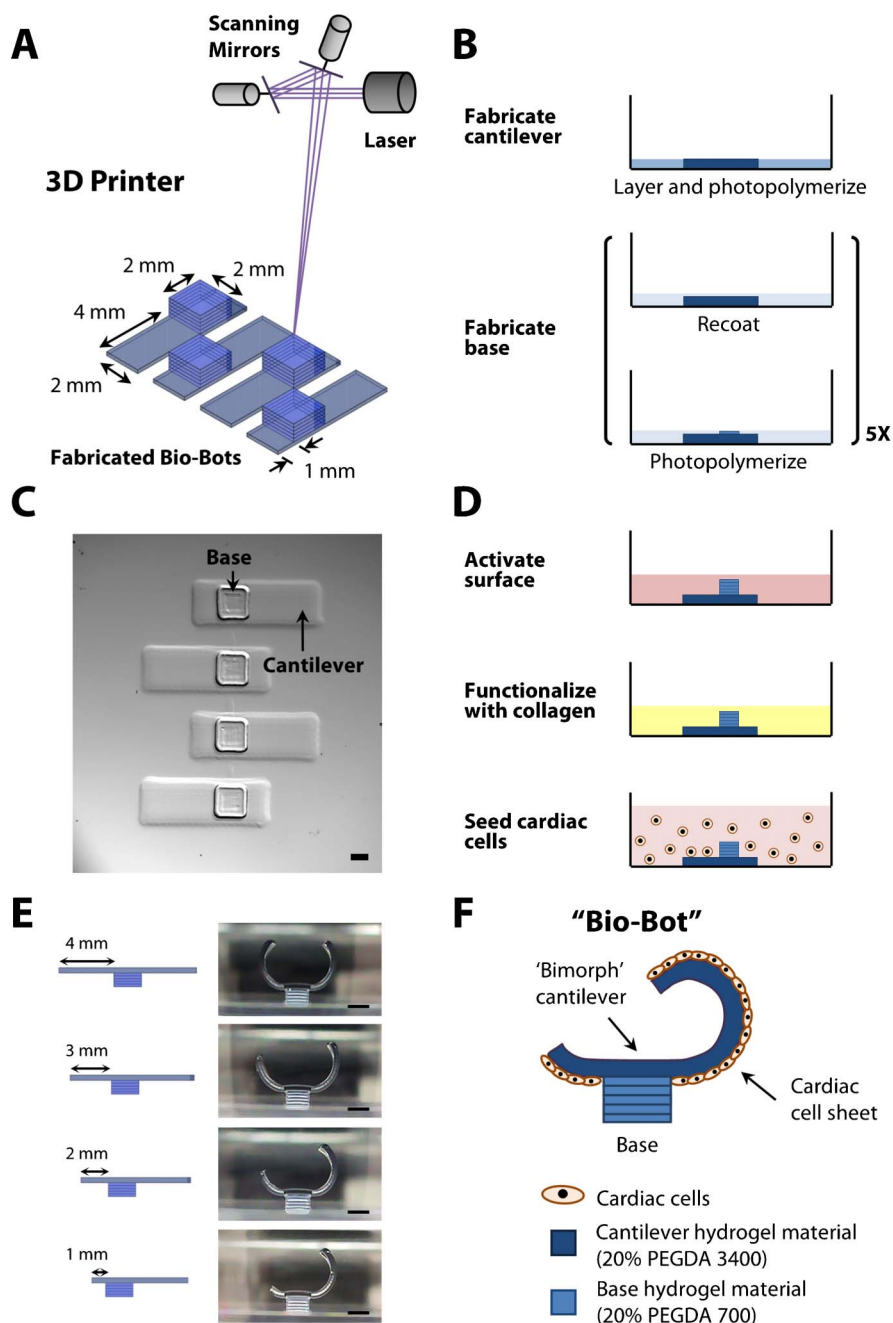 A
Scanning
Mirrors
Laser
3D Printer
2 mm
2 mm
4 mm
2 mm
1 mm
Fabricated Bio-Bots
B
Fabricate
cantilever
Layer and photopolymerize
Fabricate
base
Recoat
Photopolymerize
5X
C
Base
Cantilever
D
Activate
surface
Functionalize
with collagen
Seed cardiac
cells
E
4 mm
3 mm
2 mm
1 mm
F
"Bio-Bot"
'Bimorph'
cantilever
Cardiac
cell sheet
Base
Cardiac cells
Cantilever hydrogel material
(20% PEGDA 3400)
Base hydrogel material
(20% PEGDA 700)